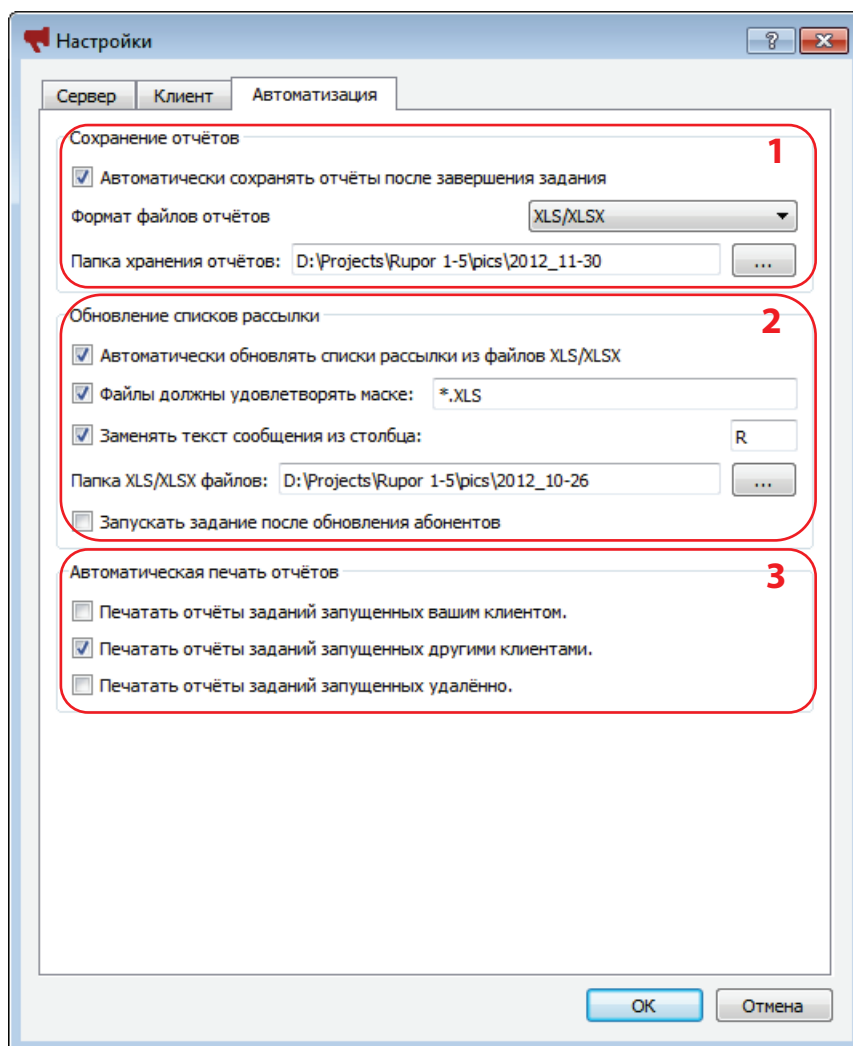 Настройки
Сервер Клиент Автоматизация
Сохранение отчётов 1
Автоматически сохранять отчёты после завершения задания
Формат файлов отчётов XLS/XLSX
Папка хранения отчётов: D:\Projects\Rupor 1-5\pics\2012_11-30 ...
Обновление списков рассылки 2
Автоматически обновлять списки рассылки из файлов XLS/XLSX
Файлы должны удовлетворять маске: *.XLS
Заменять текст сообщения из столбца: R
Папка XLS/XLSX файлов: D:\Projects\Rupor 1-5\pics\2012_10-26 ...
Запускать задание после обновления абонентов
Автоматическая печать отчётов 3
Печатать отчёты заданий запущенных вашим клиентом.
Печатать отчёты заданий запущенных другими клиентами.
Печатать отчёты заданий запущенных удалённо.
ОК Отмена